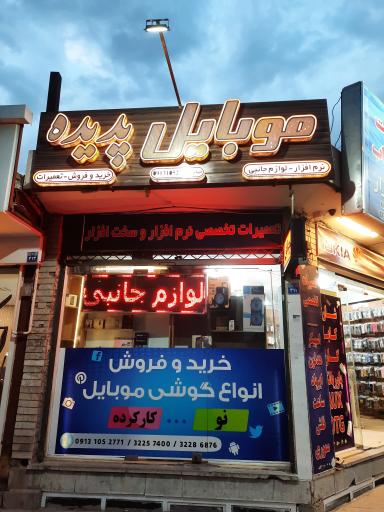 موبایل پدیده
نرم افزار-لوازم جانبی
خرید و فروش-تعمیرات
تعمیرات تخصصی نرم افزار و سخت افزار
لوازم جانبی
NOKIA
خرید و فروش
انواع گوشی موبایل
نو ... کارکرده
0913 105 2771 / 3225 7400 / 3228 6876